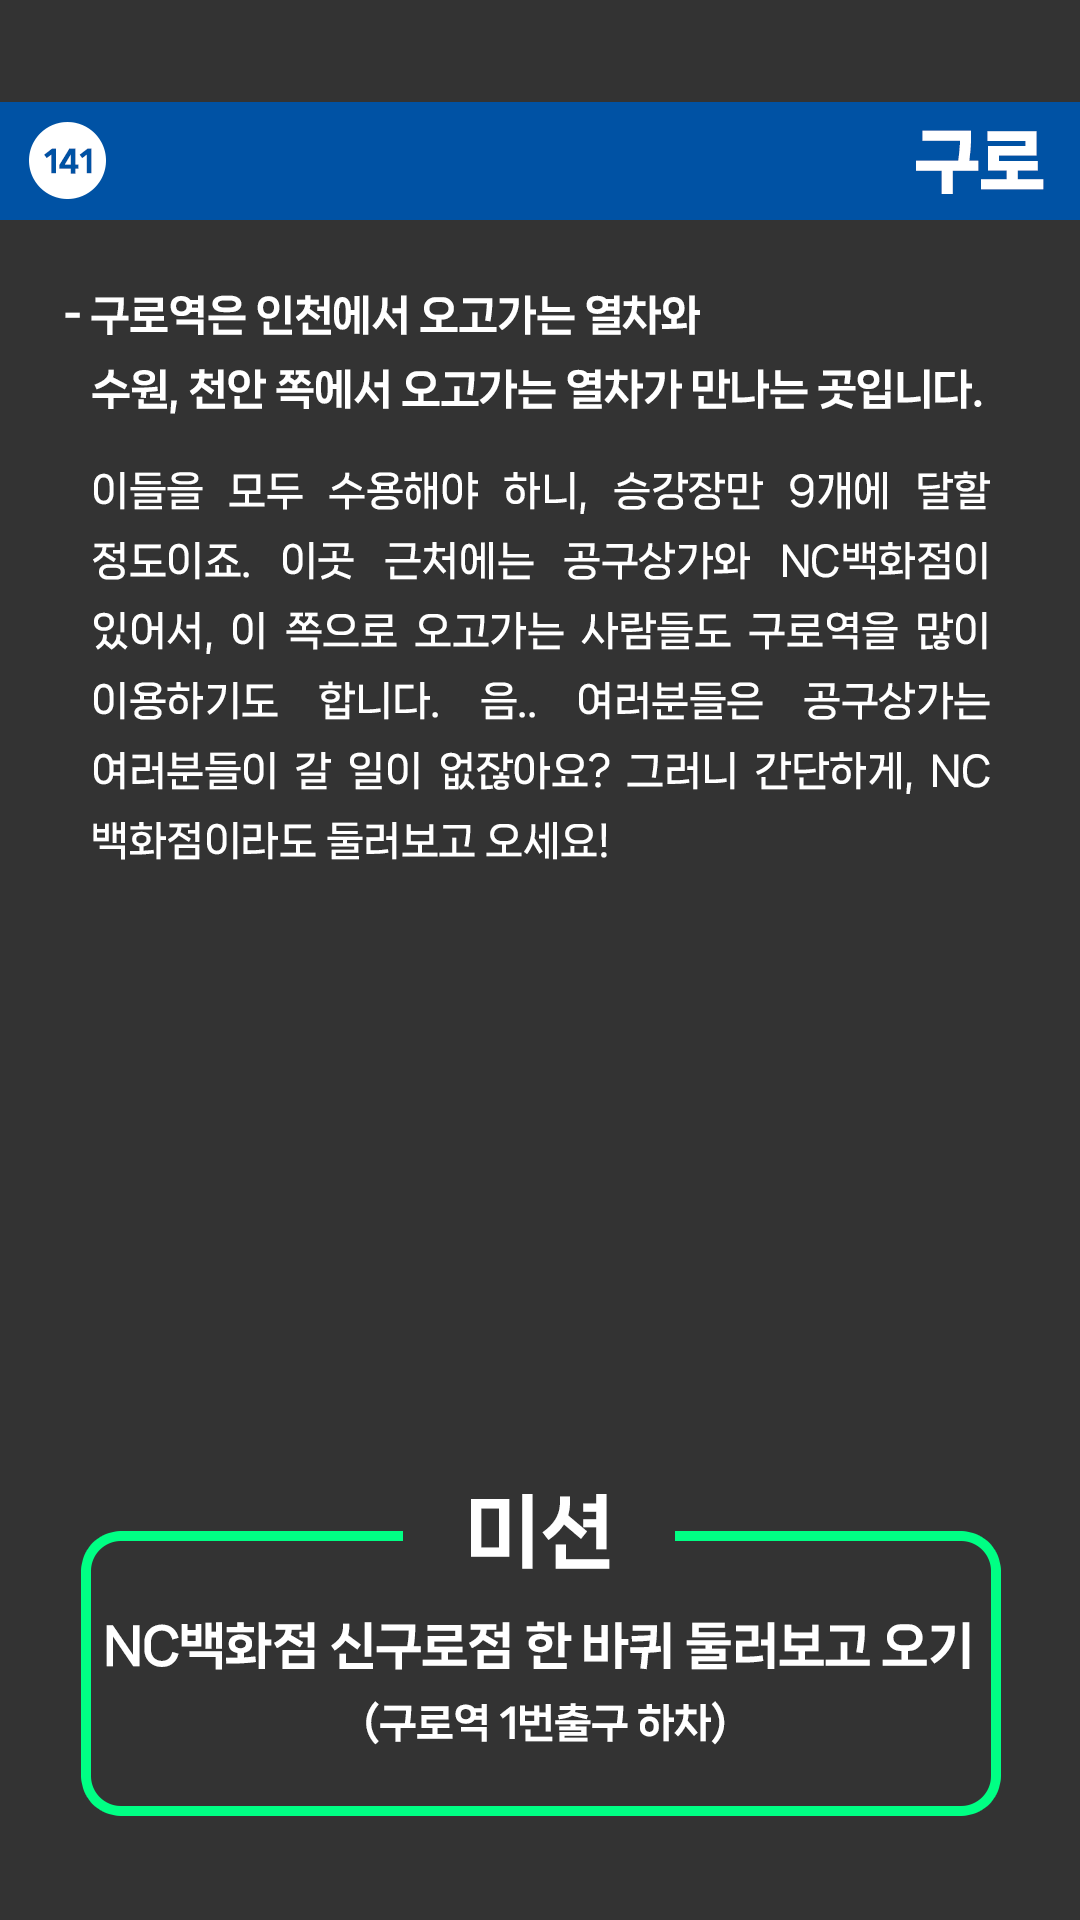 141
구로
- 구로역은 인천에서 오고가는 열차와
수원, 천안 쪽에서 오고가는 열차가 만나는 곳입니다.
이들을 모두 수용해야 하니, 승강장만 9개에 달할
정도이죠. 이곳 근처에는 공구상가와 NC백화점이
있어서, 이 쪽으로 오고가는 사람들도 구로역을 많이
이용하기도 합니다. 음.. 여러분들은 공구상가는
여러분들이 갈 일이 없잖아요? 그러니 간단하게, NC
백화점이라도 둘러보고 오세요!
미션
NC백화점 신구로점 한 바퀴 둘러보고 오기
(구로역 1번출구 하차)